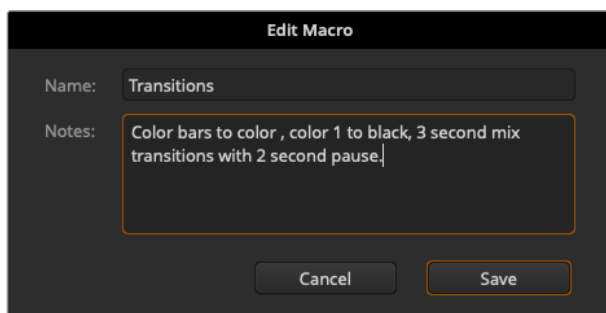 Edit Macro
Name: Transitions
Notes: Color bars to color , color 1 to black, 3 second mix
transitions with 2 second pause.
Cancel Save